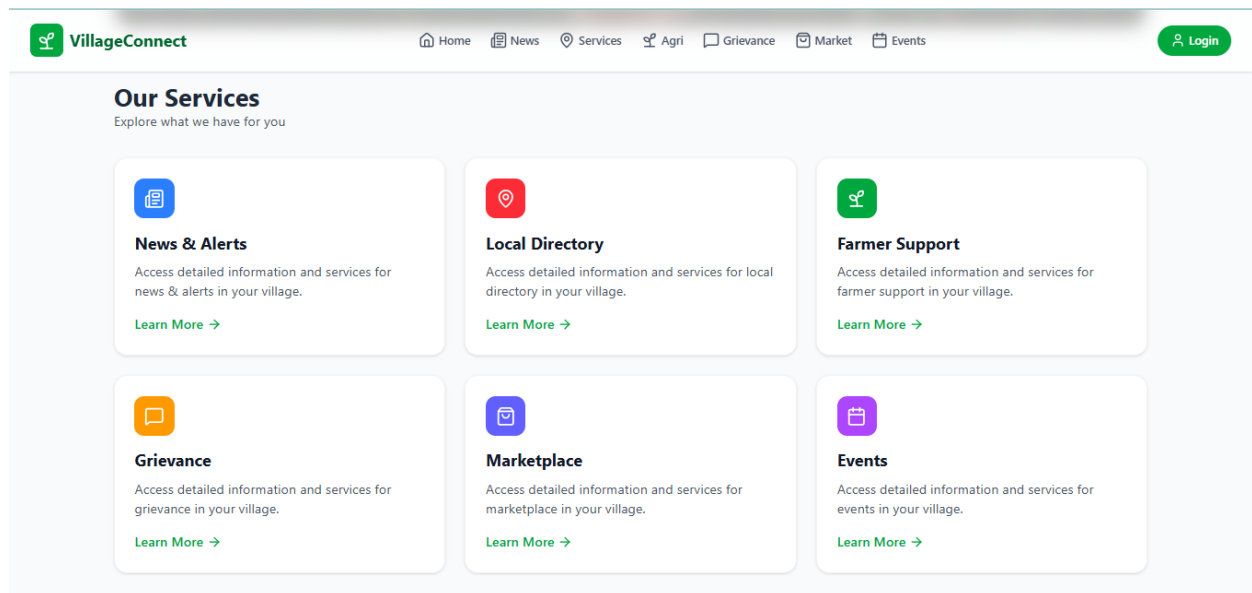 VillageConnect
Home
News
Services
Agri
Grievance
Market
Events
Login
Our Services
Explore what we have for you
News & Alerts
Access detailed information and services for
news & alerts in your village.
Learn More →
Local Directory
Access detailed information and services for local
directory in your village.
Learn More →
Farmer Support
Access detailed information and services for
farmer support in your village.
Learn More →
Grievance
Access detailed information and services for
grievance in your village.
Learn More →
Marketplace
Access detailed information and services for
marketplace in your village.
Learn More →
Events
Access detailed information and services for
events in your village.
Learn More →